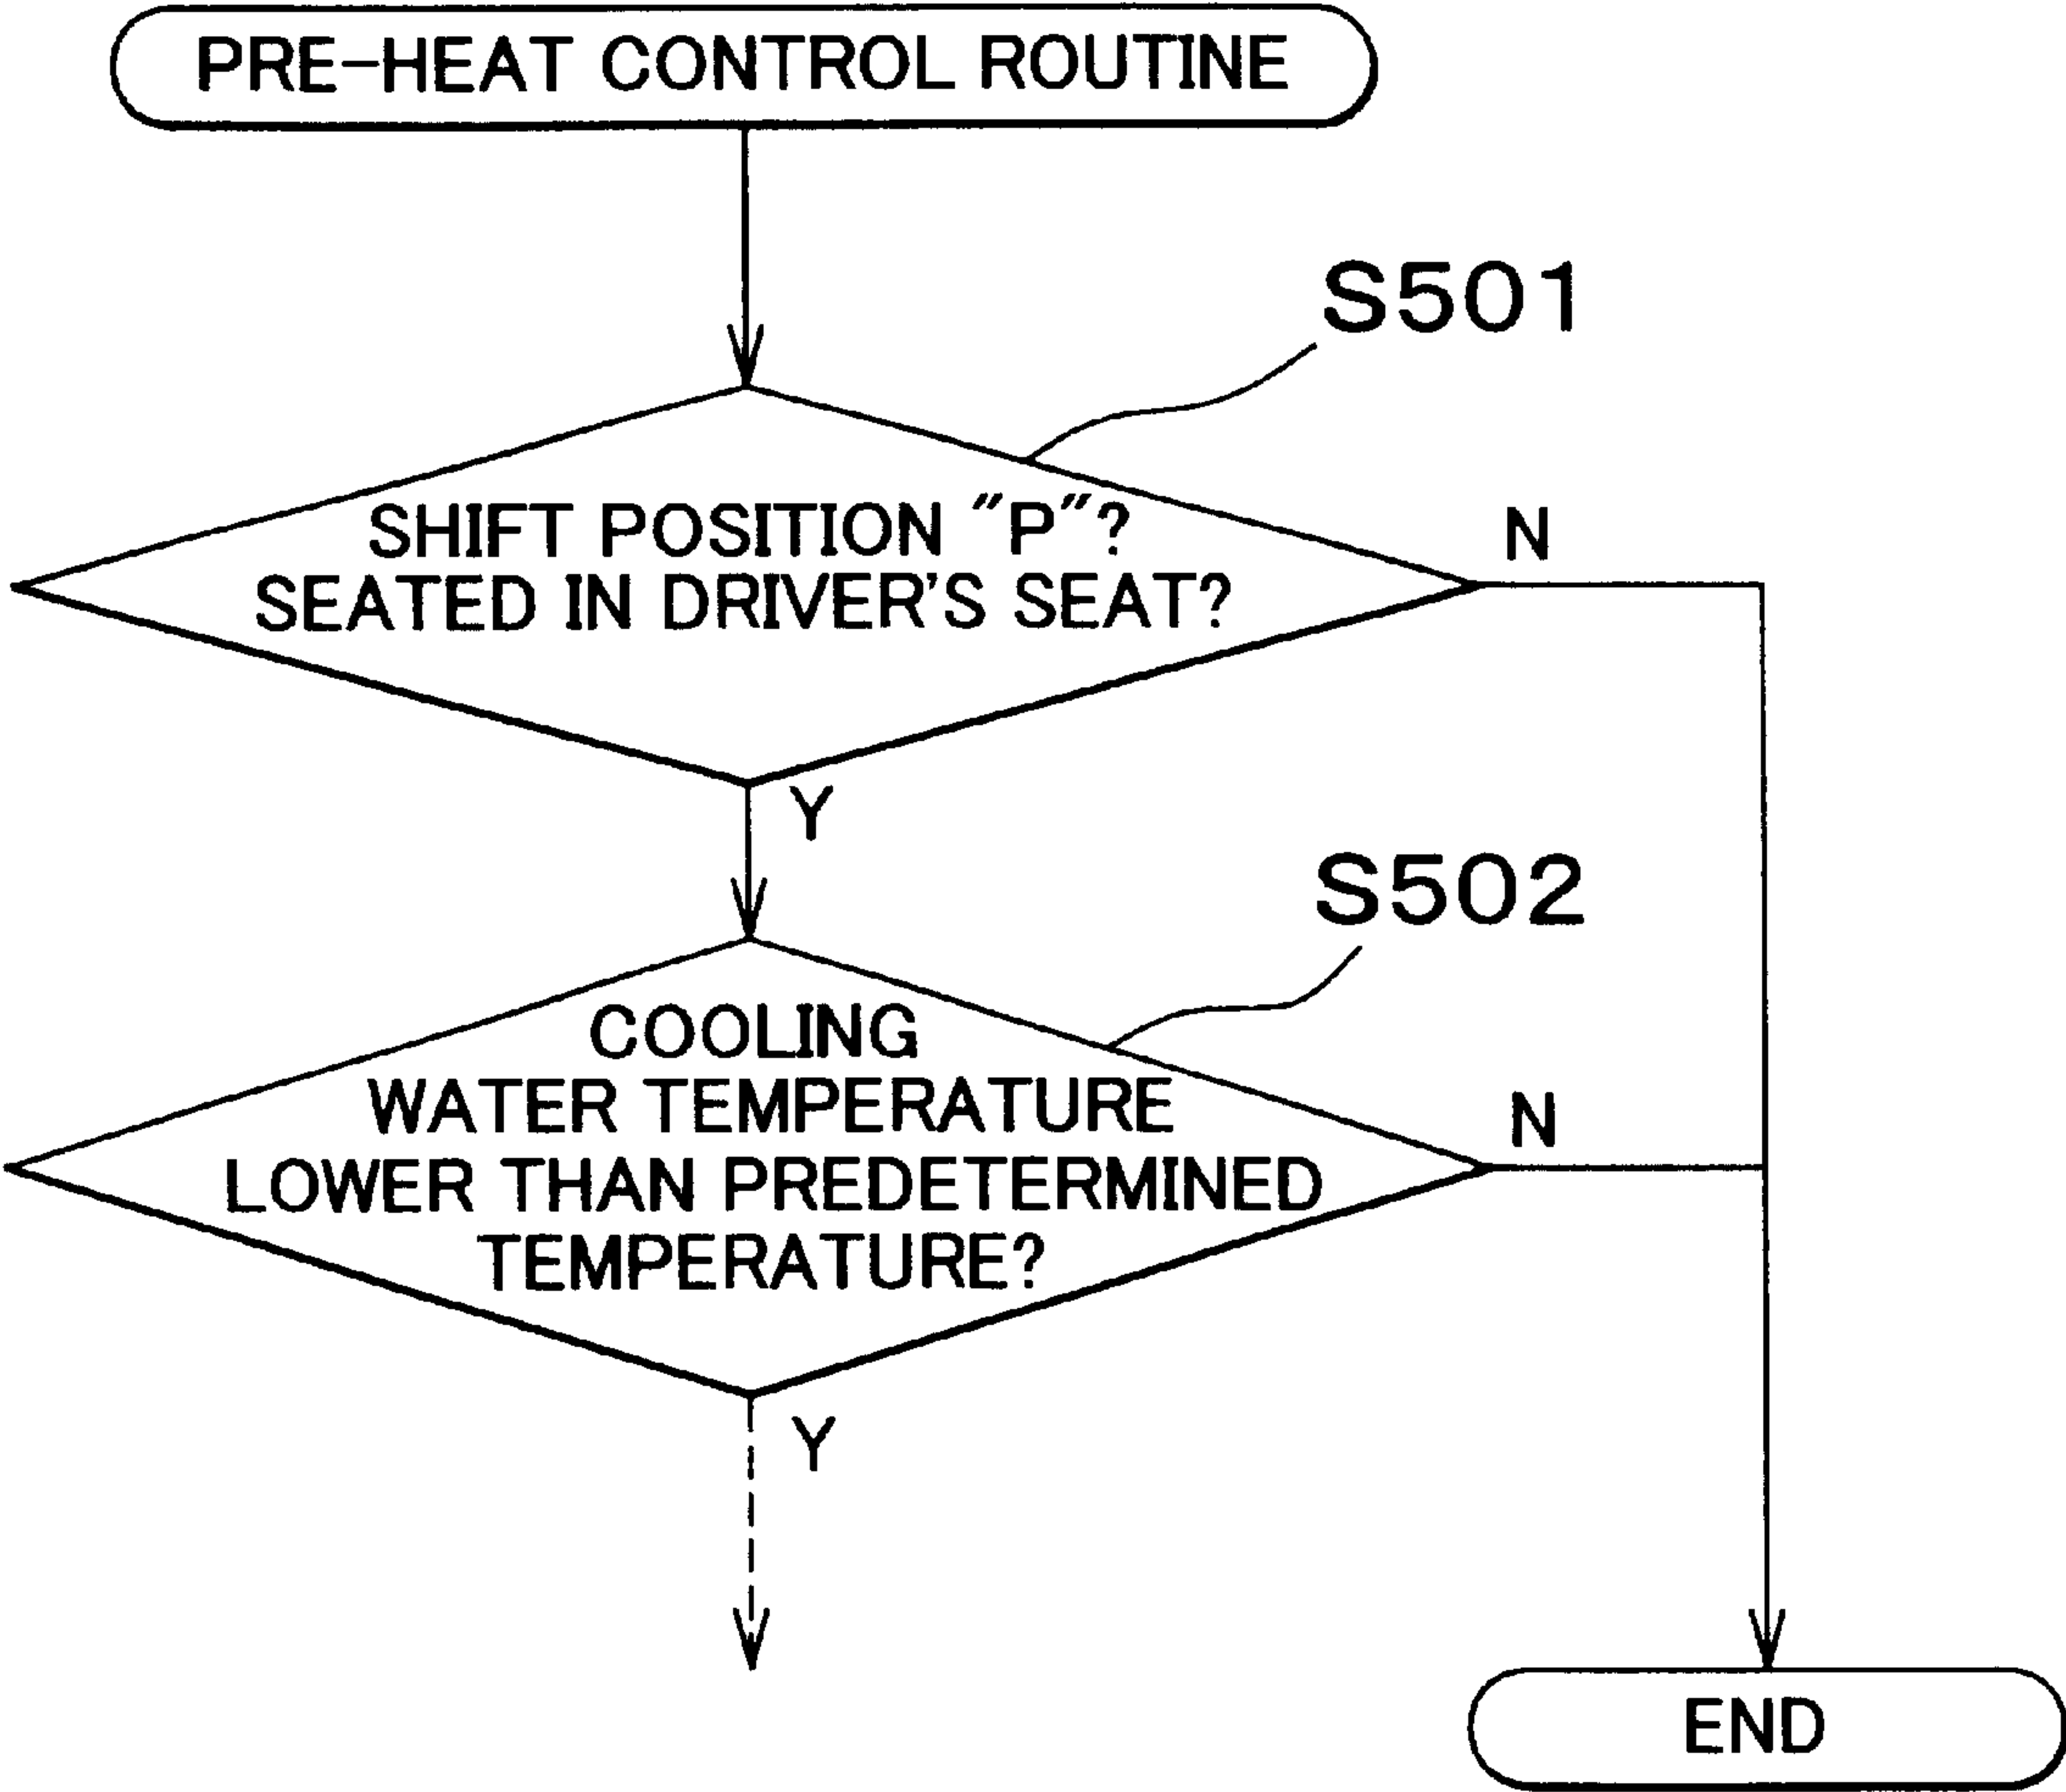 PRE-HEAT CONTROL ROUTINE
S501
SHIFT POSITION "P"?
N
SEATED IN DRIVER'S SEAT?
Y
S502
COOLING
WATER TEMPERATURE
N
LOWER THAN PREDETERMINED
TEMPERATURE?
Y
END